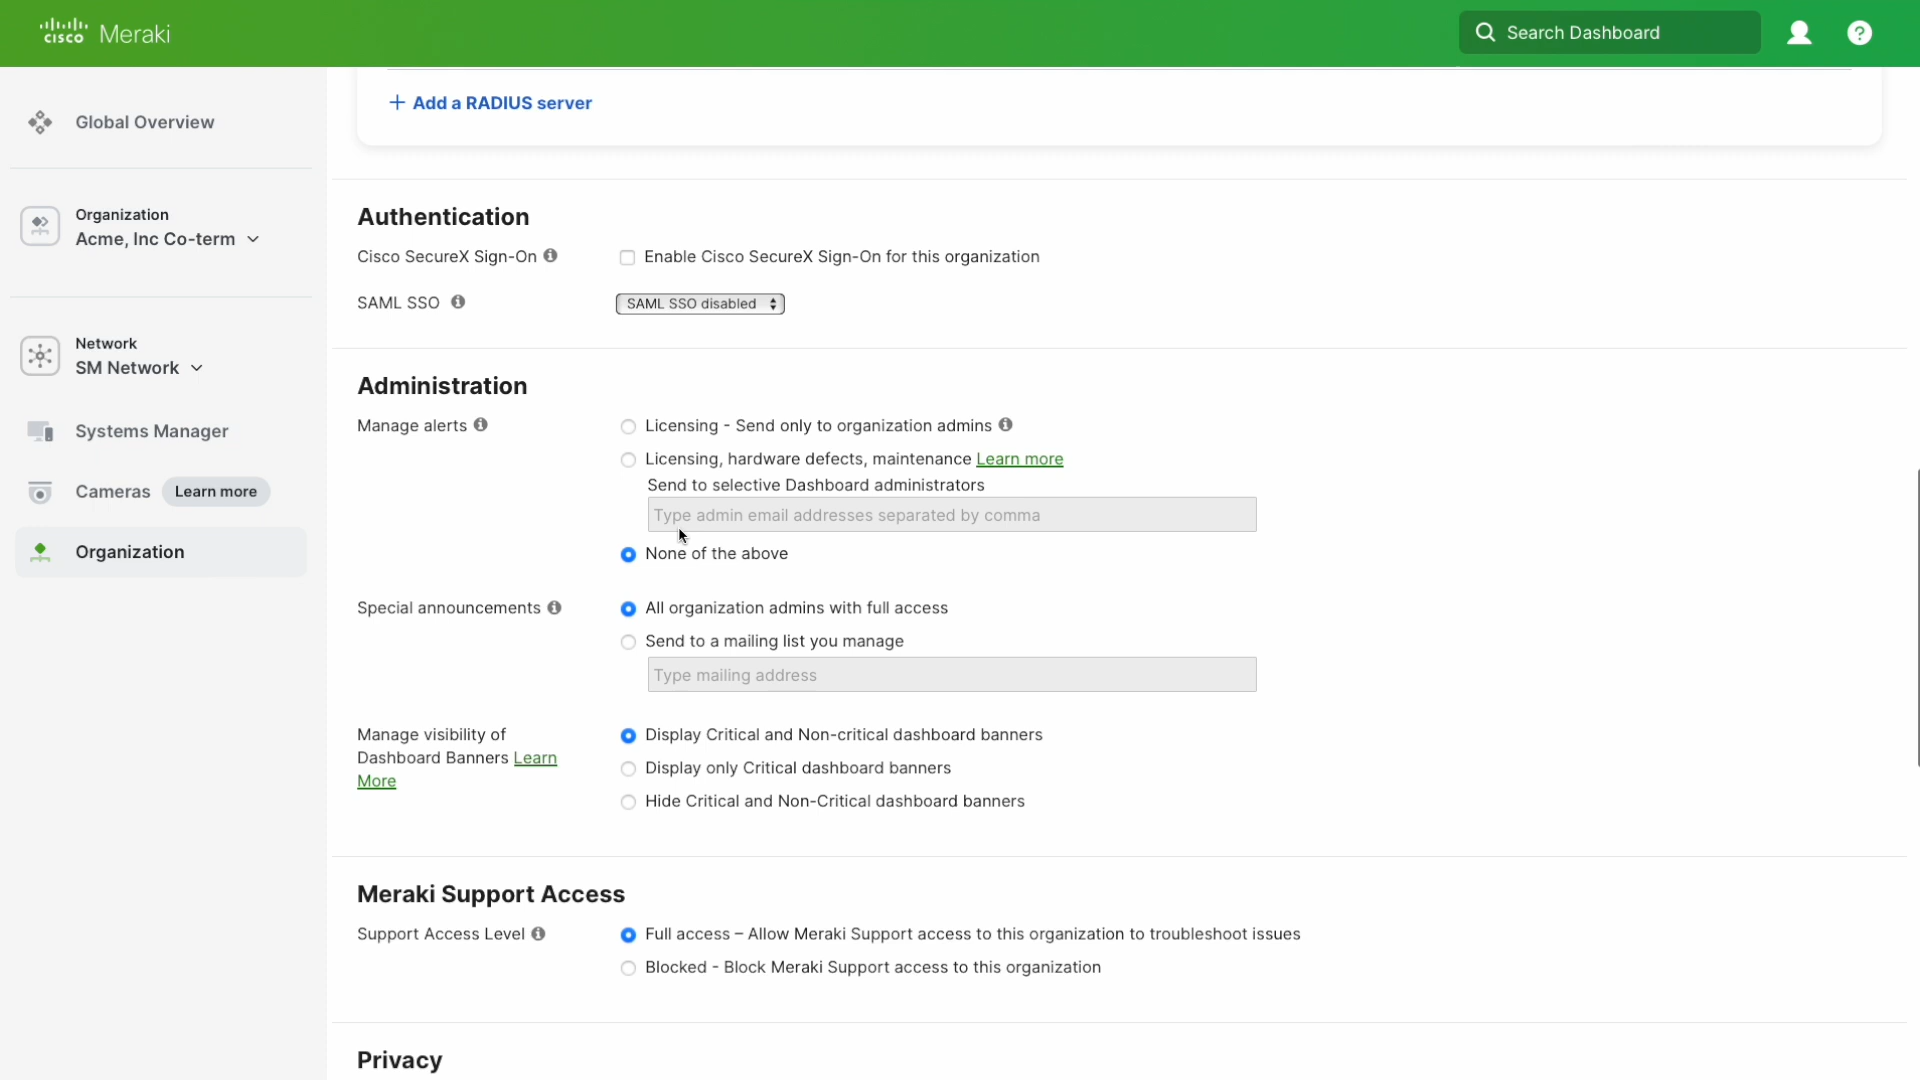 CISCO Meraki
Search Dashboard
?
Global Overview
Organization
Acme, Inc Co-term
Network
SM Network
Systems Manager
Cameras Learn more
Organization
+ Add a RADIUS server
Authentication
Cisco SecureX Sign-On
Enable Cisco SecureX Sign-On for this organization
SAML SSO
SAML SSO disabled
Administration
Manage alerts
Licensing - Send only to organization admins
Licensing, hardware defects, maintenance Learn more
Send to selective Dashboard administrators
Type admin email addresses separated by comma
None of the above
Special announcements
All organization admins with full access
Send to a mailing list you manage
Type mailing address
Manage visibility of
Dashboard Banners Learn
More
Display Critical and Non-critical dashboard banners
Display only Critical dashboard banners
Hide Critical and Non-Critical dashboard banners
Meraki Support Access
Support Access Level
Full access – Allow Meraki Support access to this organization to troubleshoot issues
Blocked - Block Meraki Support access to this organization
Privacy